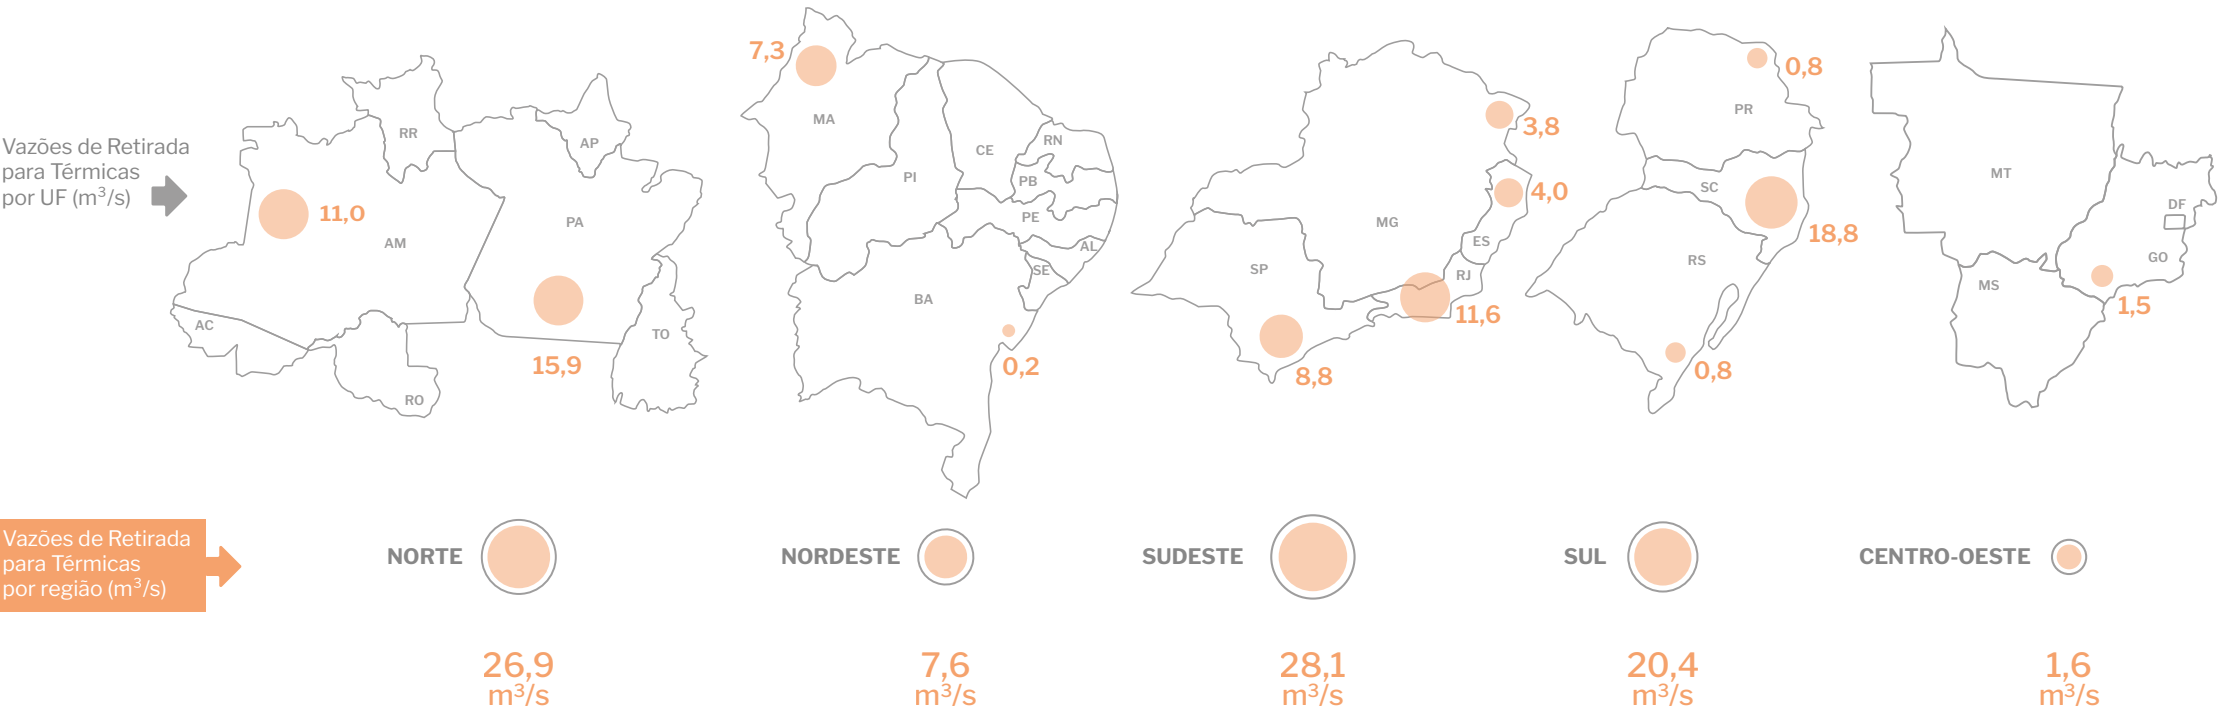 Vazões de Retirada
para Térmicas
por UF (m³/s)
RR
AP
11,0
AM
PA
AC
15,9
TO
RO
7,3
MA
CE
RN
PI
PB
PE
AL
SE
BA
0,2
3,8
4,0
MG
ES
SP
RJ
11,6
8,8
0,8
PR
SC
18,8
RS
0,8
MT
DF
GO
MS
1,5
Vazões de Retirada
para Térmicas
por região (m³/s)
NORTE
NORDESTE
SUDESTE
SUL
CENTRO-OESTE
26,9
m³/s
7,6
m³/s
28,1
m³/s
20,4
m³/s
1,6
m³/s